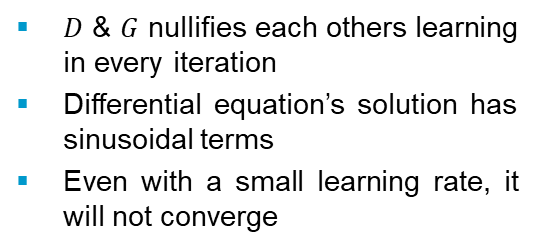 ▪ D & G nullifies each others learning
in every iteration
▪ Differential equation’s solution has
sinusoidal terms
▪ Even with a small learning rate, it
will not converge